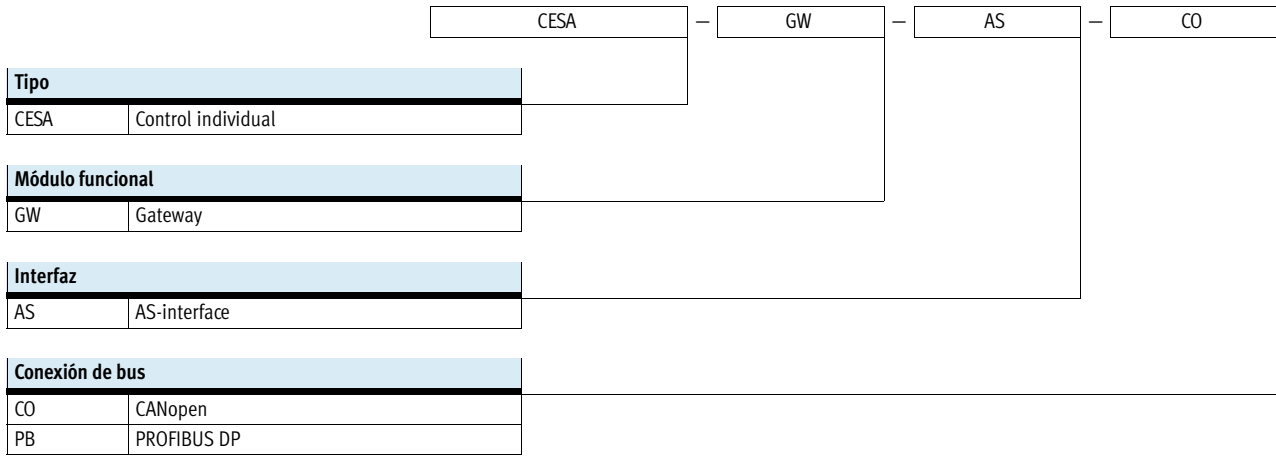 CESA – GW – AS – CO
Tipo
CESA Control individual
Módulo funcional
GW Gateway
Interfaz
AS AS-interface
Conexión de bus
CO CANopen
PB PROFIBUS DP